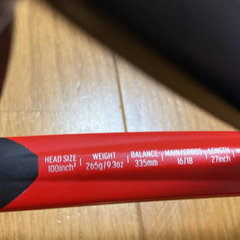 HEAD SIZE WEIGHT BALANCE MAIN/CROSS LENGTH
100inch² 265g/9.3oz 335mm 16/18 27inch